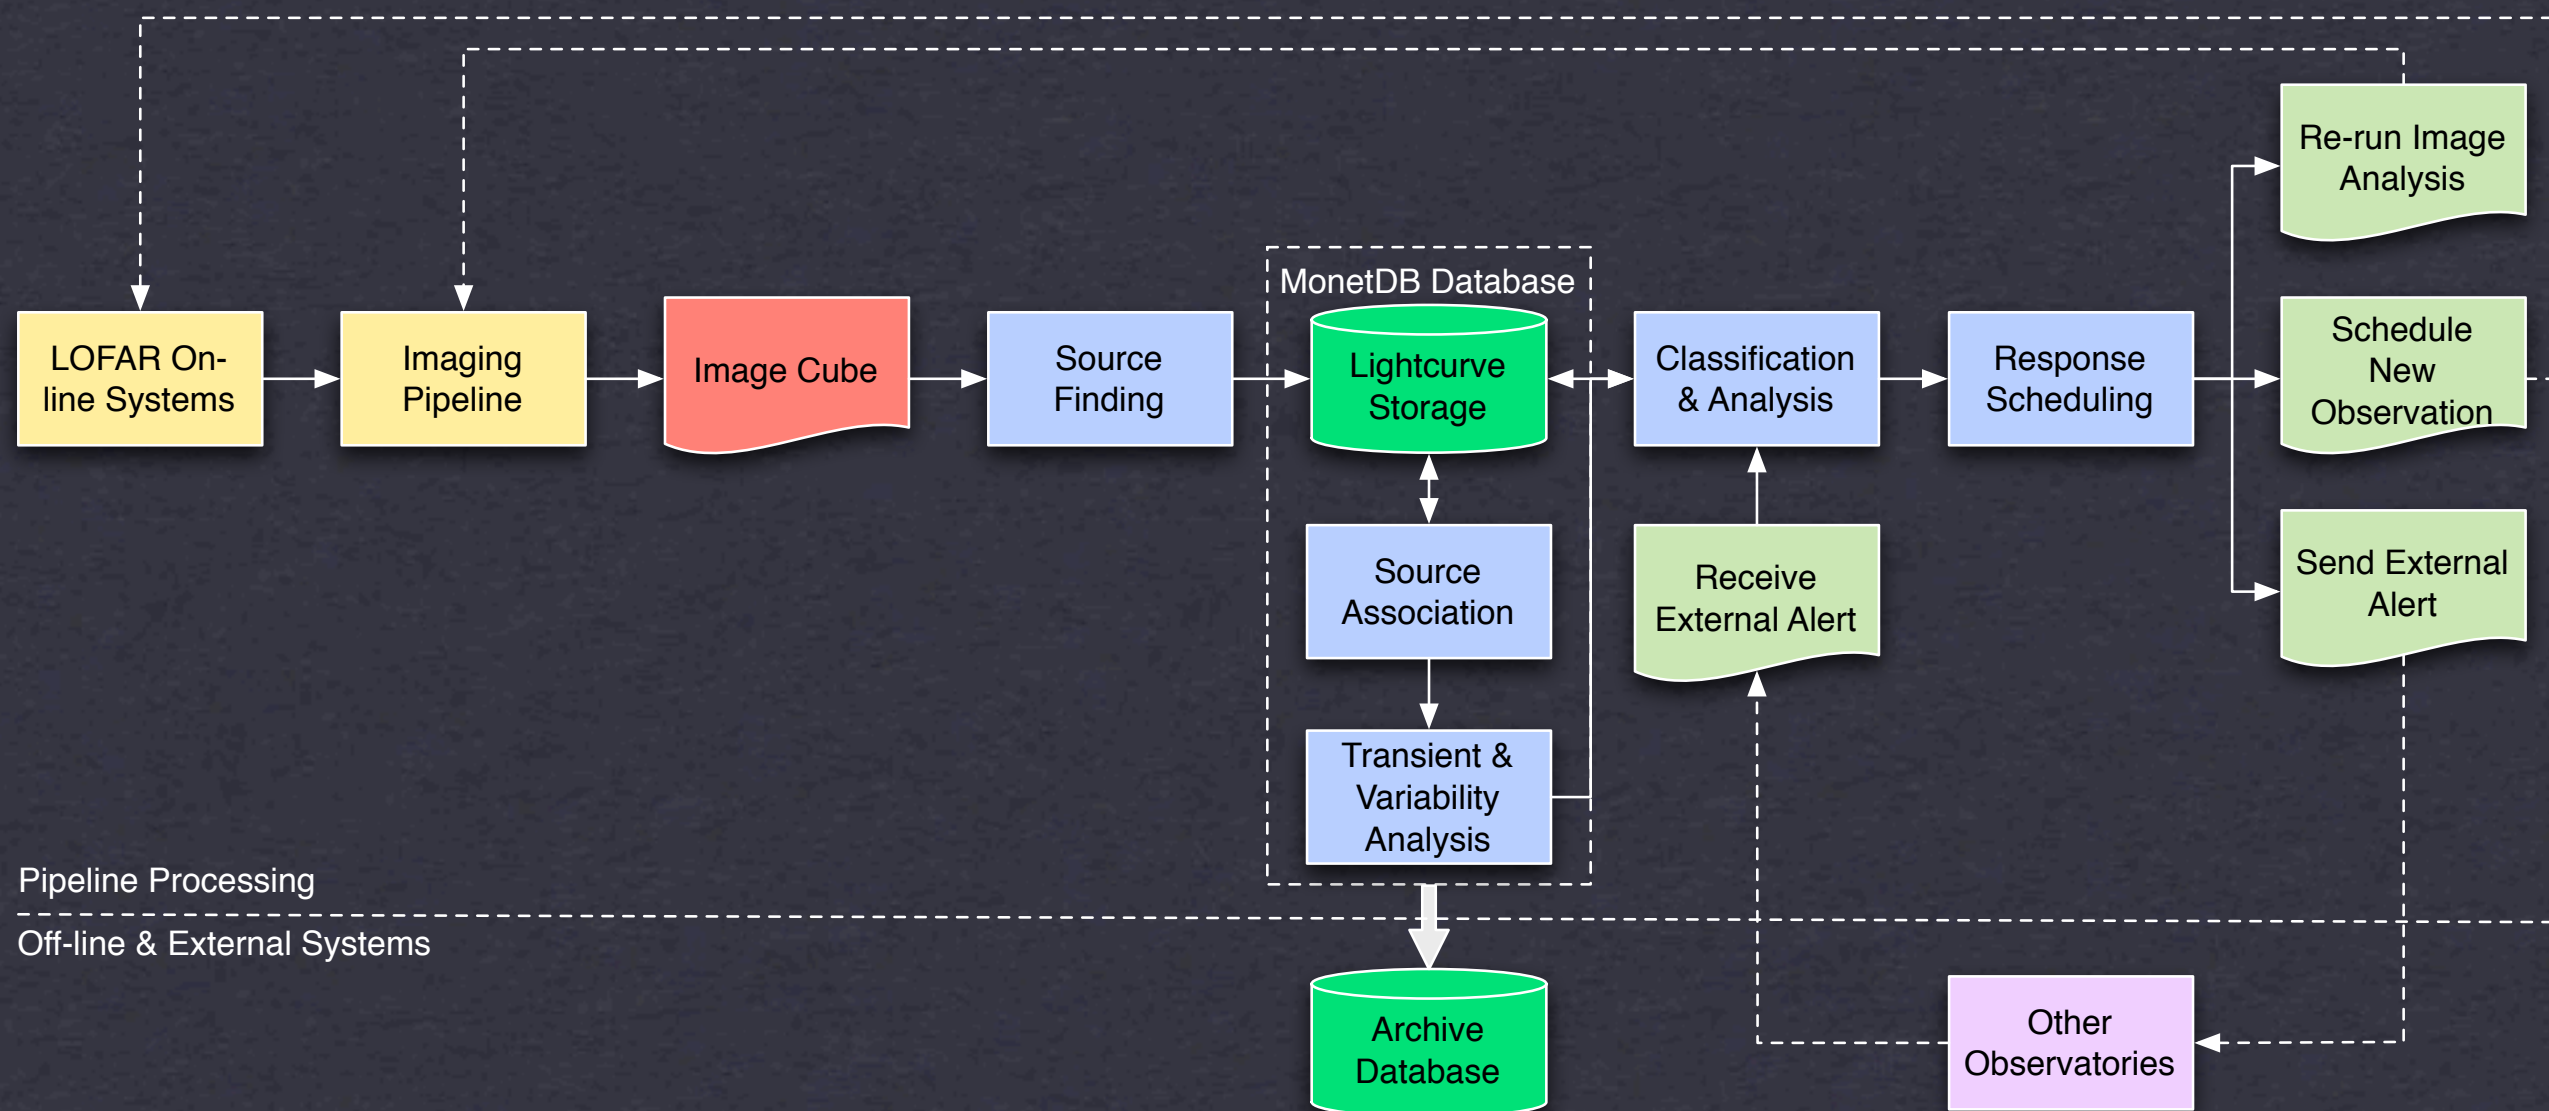 Re-run Image
Analysis
MonetDB Database
LOFAR On-
line Systems
Imaging
Pipeline
Image Cube
Source
Finding
Lightcurve
Storage
Classification
& Analysis
Response
Scheduling
Schedule
New
Observation
Source
Association
Receive
External Alert
Send External
Alert
Transient &
Variability
Analysis
Pipeline Processing
Off-line & External Systems
Archive
Database
Other
Observatories